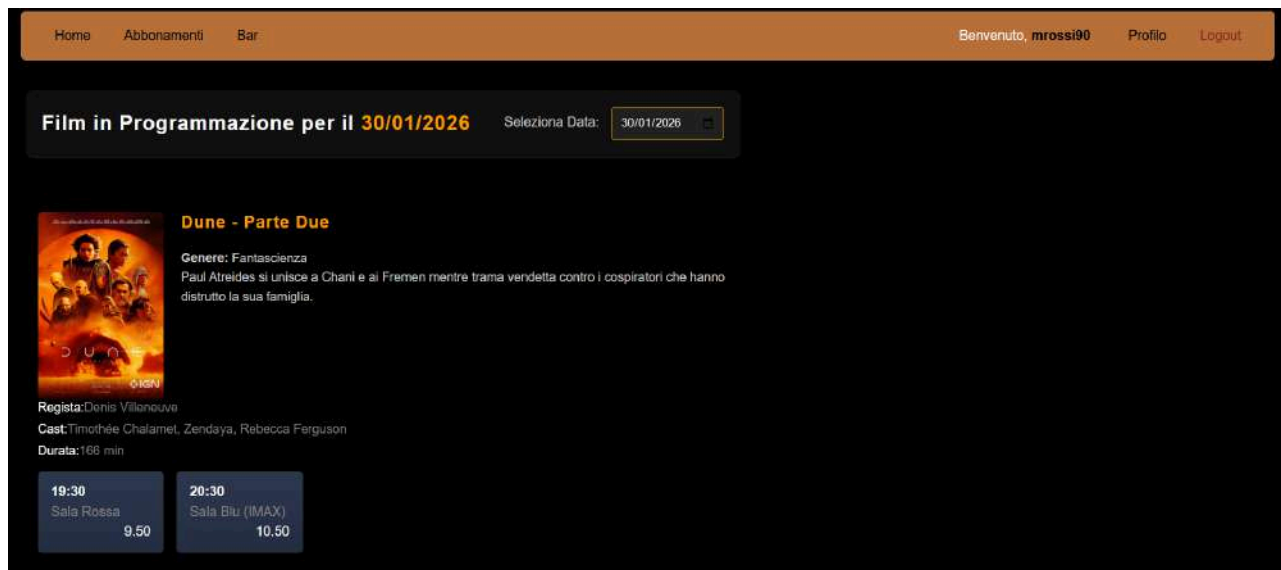 Home Abbonamenti Bar Benvenuto, mrossi90 Profilo Logout
Film in Programmazione per il 30/01/2026 Seleziona Data: 30/01/2026
Dune - Parte Due
Genere: Fantascienza
Paul Atreides si unisce a Chani e ai Fremen mentre trama vendetta contro i cospiratori che hanno
distrutto la sua famiglia.
DUNE
IGN
Regista:Denis Villeneuve
Cast:Timothée Chalamet, Zendaya, Rebecca Ferguson
Durata:166 min
19:30 20:30
Sala Rossa Sala Blu (IMAX)
9.50 10.50